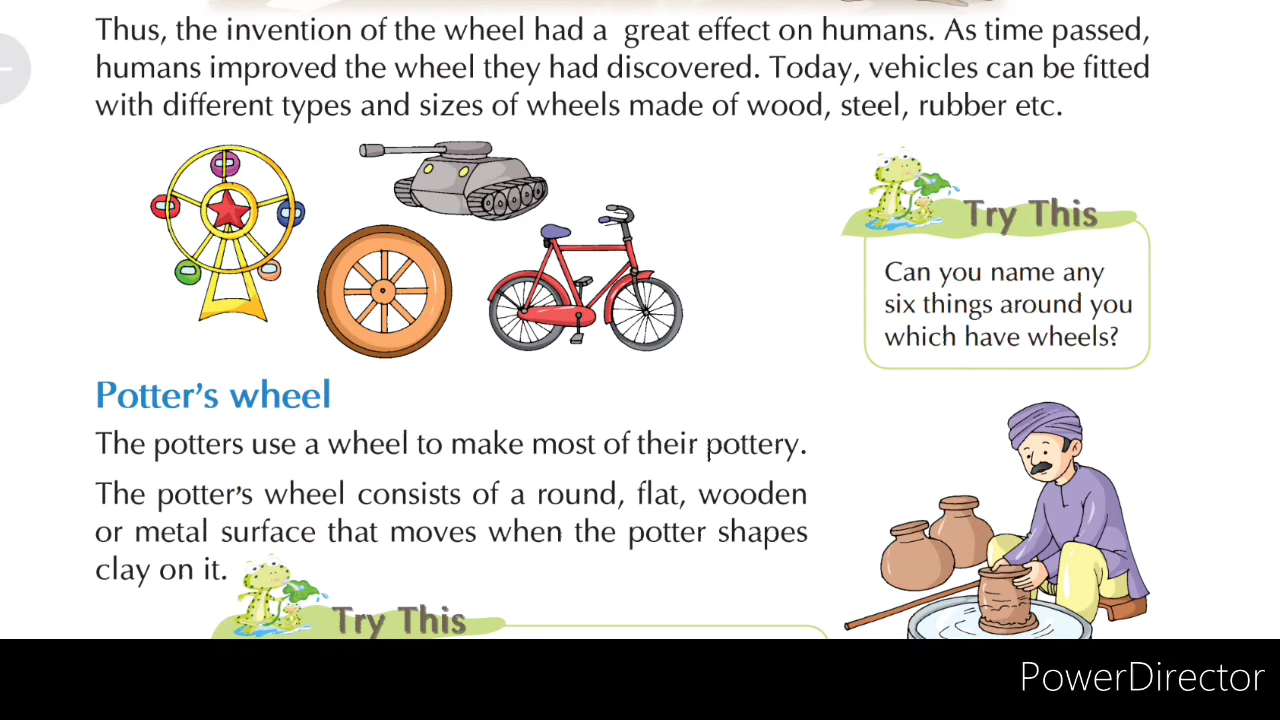 Thus, the invention of the wheel had a great effect on humans. As time passed,
humans improved the wheel they had discovered. Today, vehicles can be fitted
with different types and sizes of wheels made of wood, steel, rubber etc.
Try This
Can you name any
six things around you
which have wheels?
Potter's wheel
The potters use a wheel to make most of their pottery.
The potter's wheel consists of a round, flat, wooden
or metal surface that moves when the potter shapes
clay on it.
Try This
PowerDirector